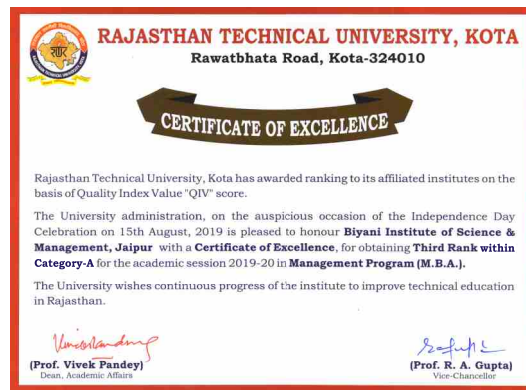 RAJASTHAN TECHNICAL UNIVERSITY, KOTA
Rawatbhata Road, Kota-324010
CERTIFICATE OF EXCELLENCE
Rajasthan Technical University, Kota has awarded ranking to its affiliated institutes on the
basis of Quality Index Value "QIV" score.
The University administration, on the auspicious occasion of the Independence Day
Celebration on 15th August, 2019 is pleased to honour Biyani Institute of Science &
Management, Jaipur with a Certificate of Excellence, for obtaining Third Rank within
Category-A for the academic session 2019-20 in Management Program (M.B.A.).
The University wishes continuous progress of the institute to improve technical education
in Rajasthan.
(Prof. Vivek Pandey)
Dean, Academic Affairs
(Prof. R. A. Gupta)
Vice-Chancellor